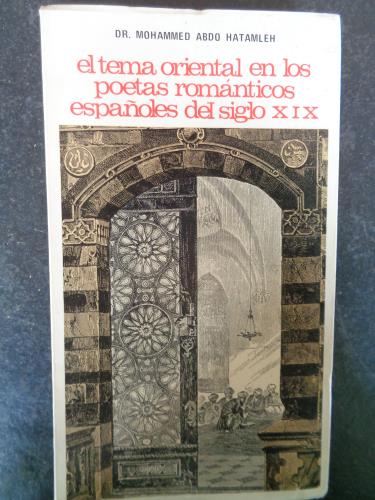 DR. MOHAMMED ABDO HATAMLEH
el tema oriental en los
poetas románticos
españoles del siglo XIX